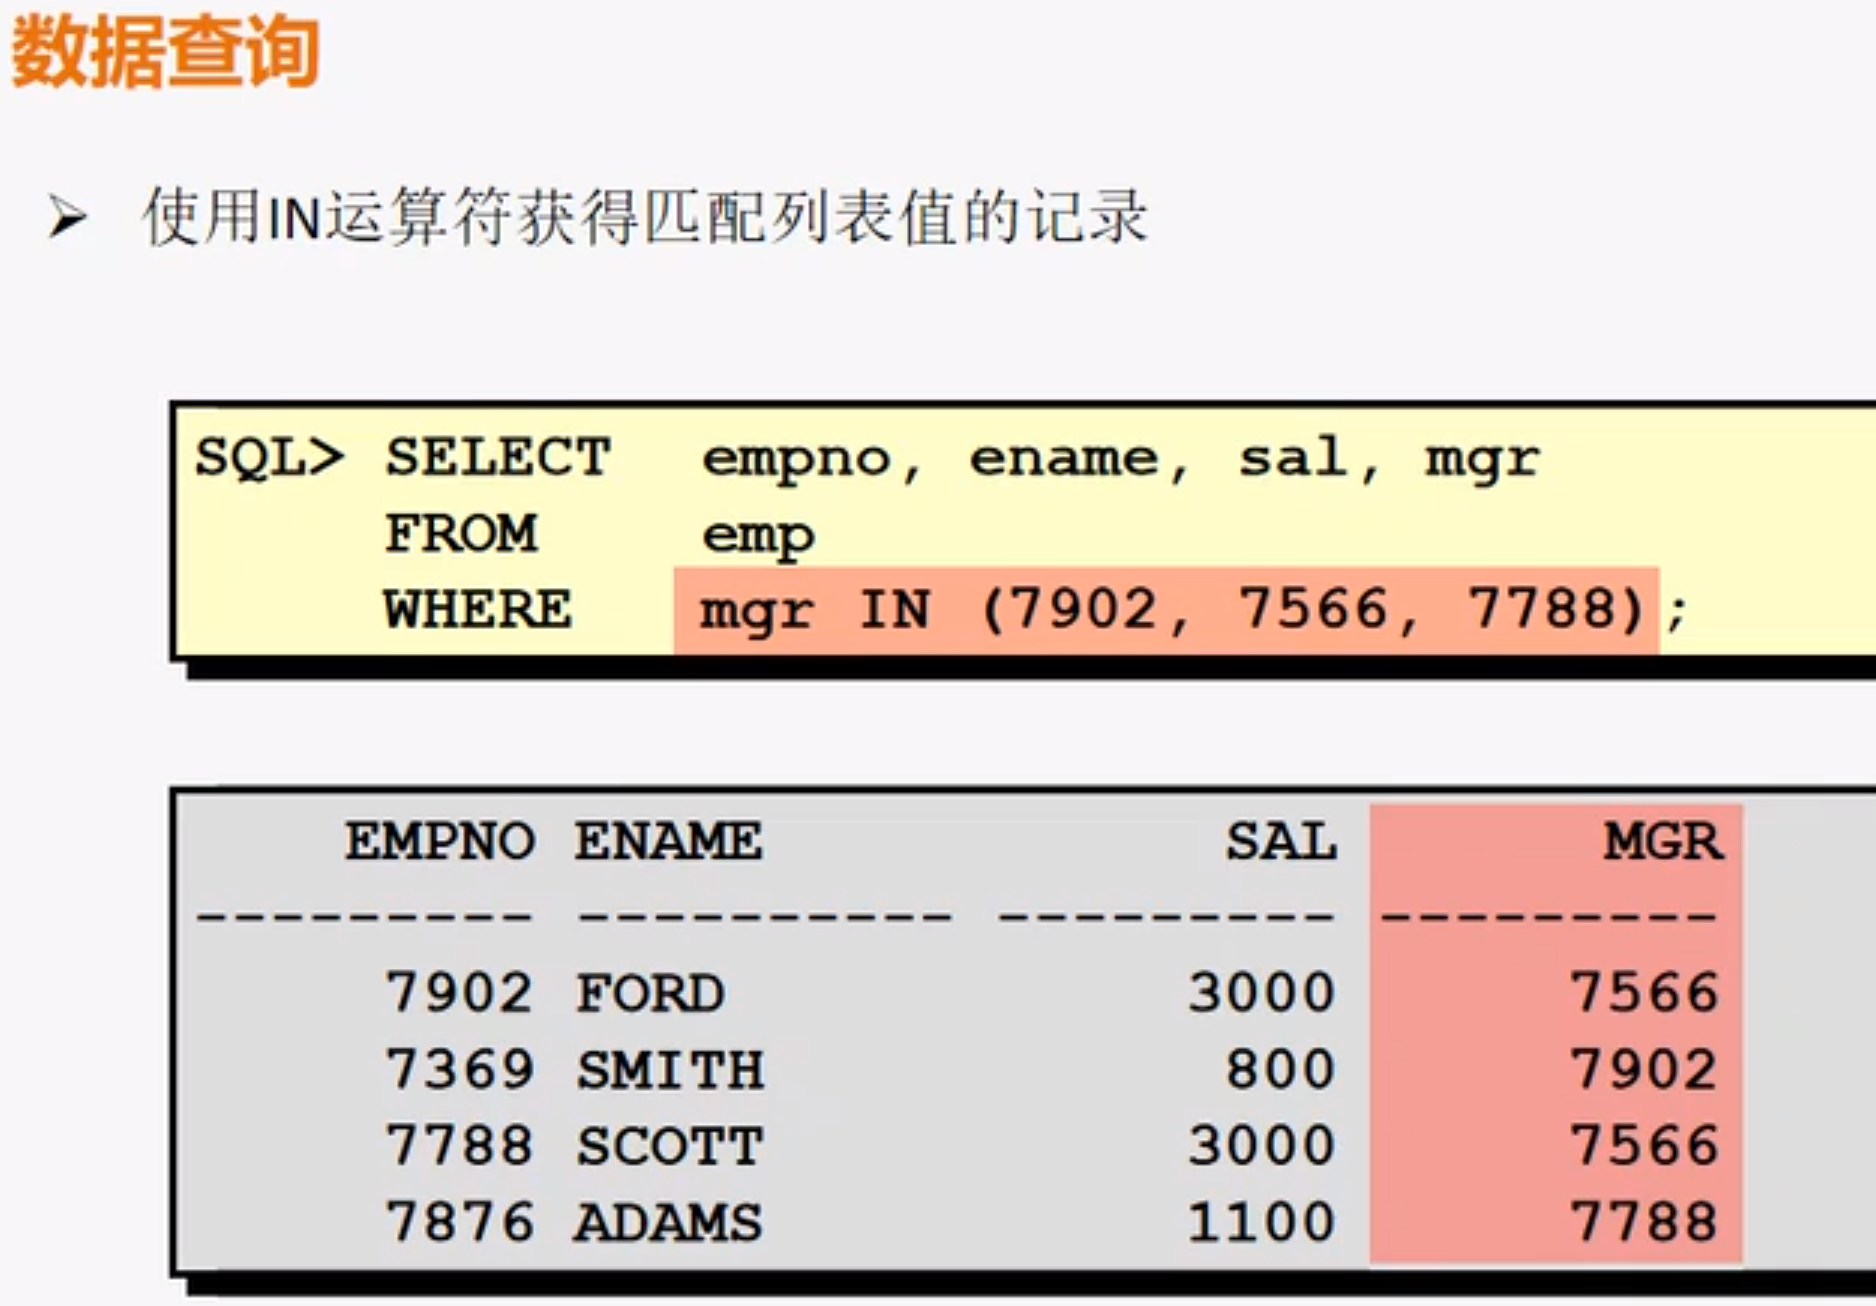 数据查询
➢ 使用IN运算符获得匹配列表值的记录
SQL> SELECT empno, ename, sal, mgr
FROM emp
WHERE mgr IN (7902, 7566, 7788);
EMPNO ENAME SAL MGR
--------- ---------- --------- ---------
7902 FORD 3000 7566
7369 SMITH 800 7902
7788 SCOTT 3000 7566
7876 ADAMS 1100 7788